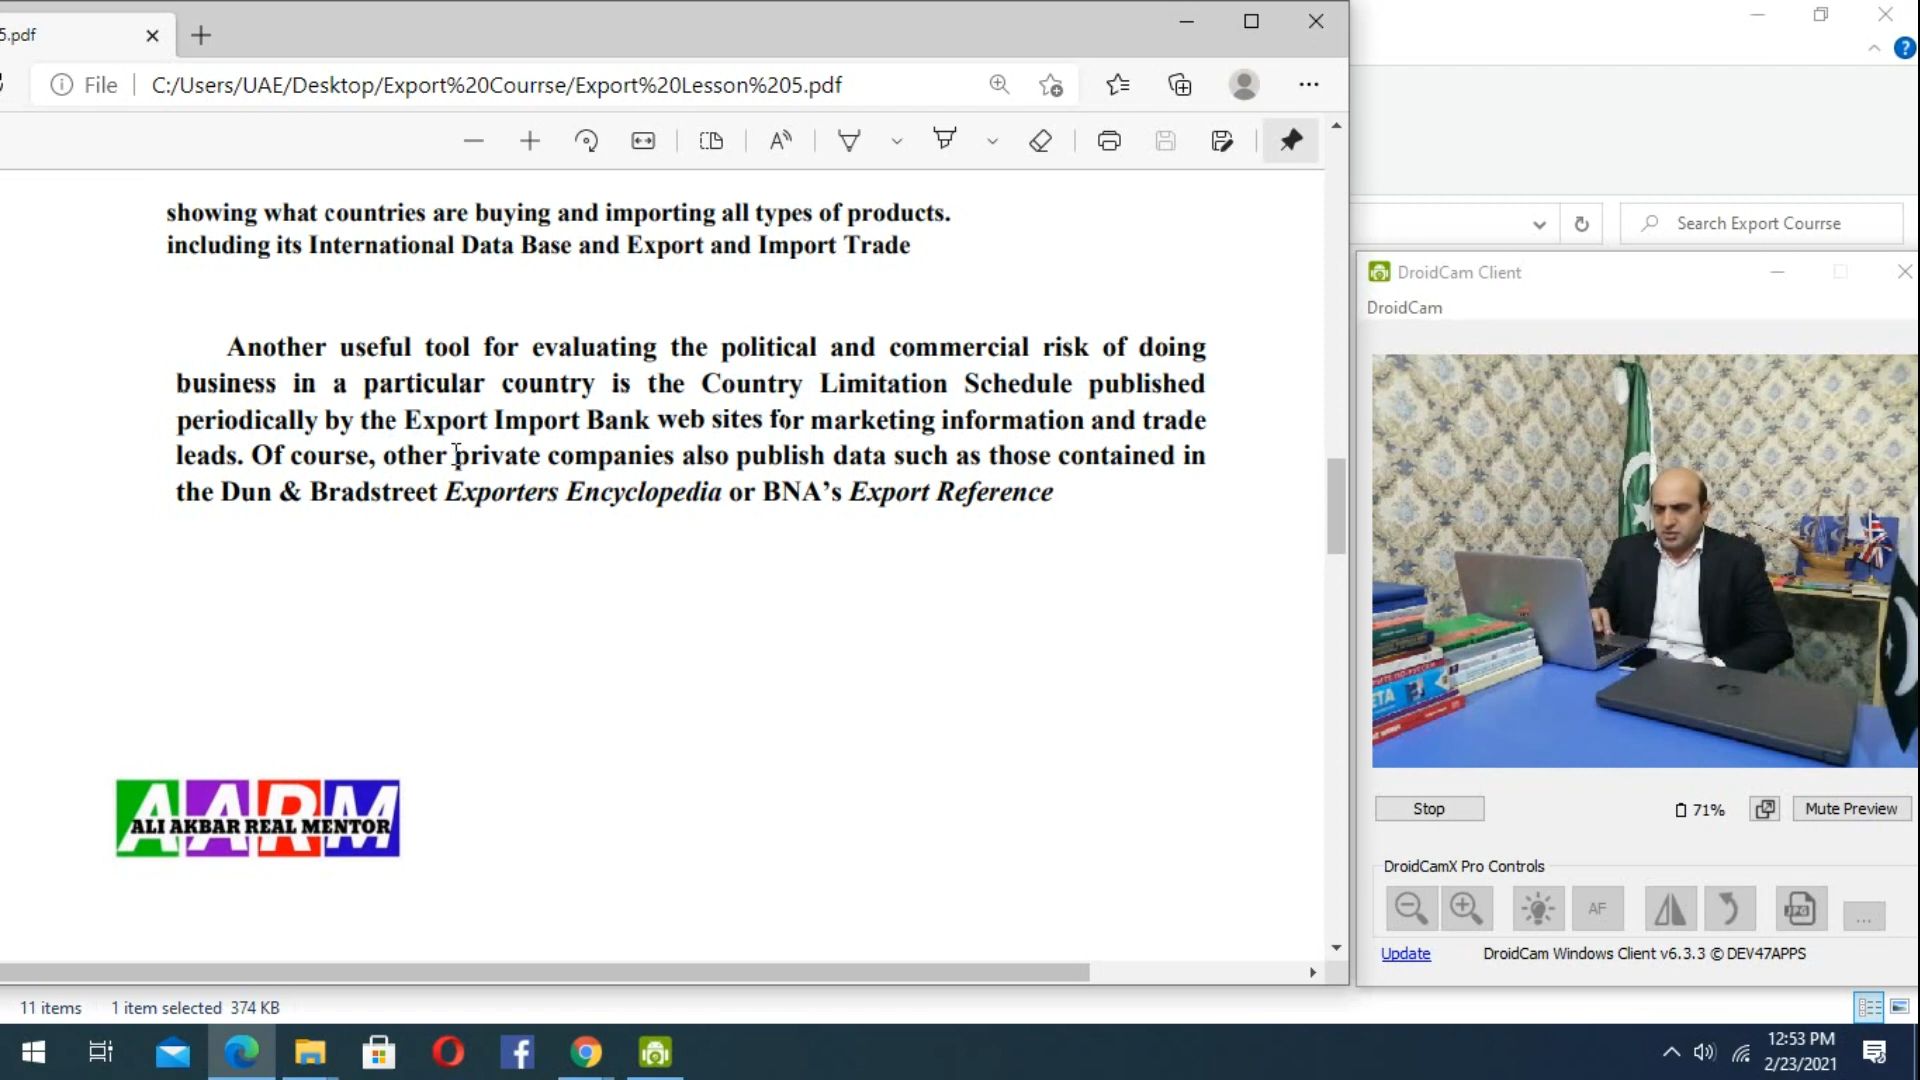 5.pdf
File
C:/Users/UAE/Desktop/Export%20Courrse/Export%20Lesson%205.pdf
showing what countries are buying and importing all types of products.
including its International Data Base and Export and Import Trade
Another useful tool for evaluating the political and commercial risk of doing
business in a particular country is the Country Limitation Schedule published
periodically by the Export Import Bank web sites for marketing information and trade
leads. Of course, other private companies also publish data such as those contained in
the Dun & Bradstreet Exporters Encyclopedia or BNA's Export Reference
AARM
ALI AKBAR REAL MENTOR
Search Export Courrse
DroidCam Client
DroidCam
Stop
71%
Mute Preview
DroidCamX Pro Controls
AF
JPG
...
Update
DroidCam Windows Client v6.3.3 © DEV47APPS
11 items
1 item selected 374 KB
12:53 PM
2/23/2021